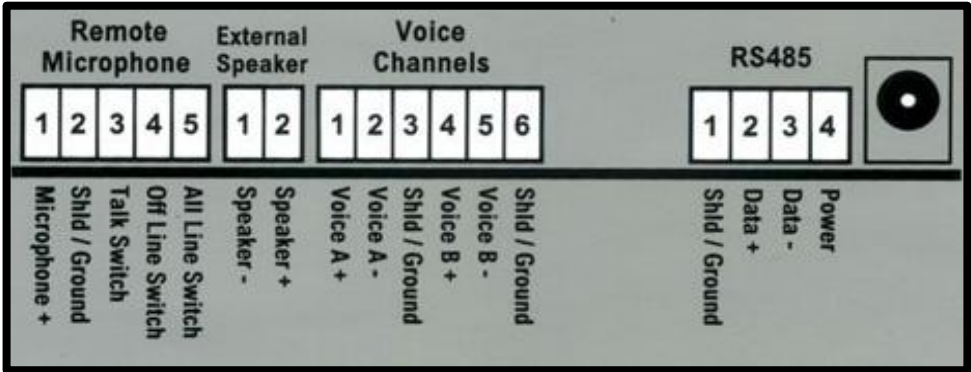 Remote Microphone
External Speaker
Voice Channels
RS485
1 2 3 4 5
1 2
1 2 3 4 5 6
1 2 3 4
Microphone +
Shld / Ground
Talk Switch
Off Line Switch
All Line Switch
Speaker -
Speaker +
Voice A +
Voice A -
Shld / Ground
Voice B +
Voice B -
Shld / Ground
Shld / Ground
Data +
Data -
Power